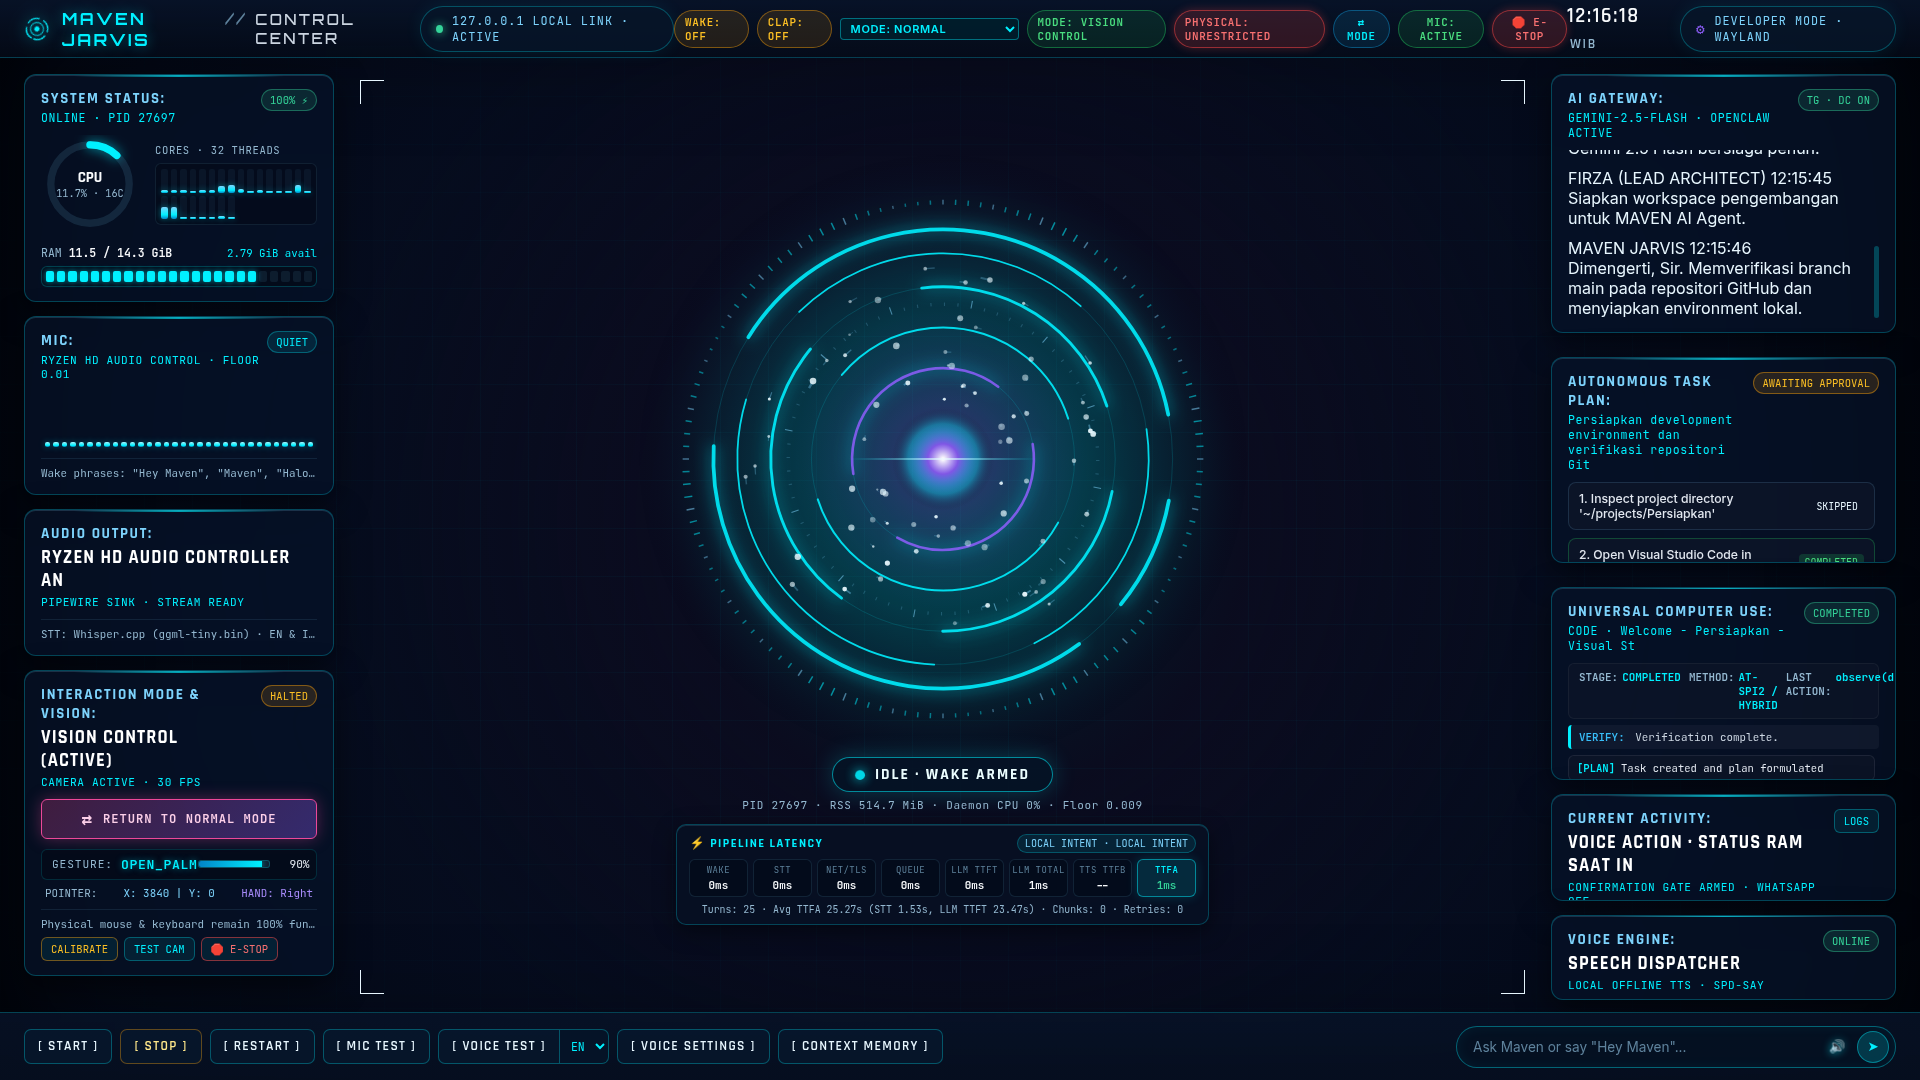 MAVEN
JARVIS
// CONTROL
CENTER
127.0.0.1 LOCAL LINK ·
ACTIVE
WAKE:
OFF
CLAP:
OFF
MODE: NORMAL
MODE: VISION
CONTROL
PHYSICAL:
UNRESTRICTED
⇄
MODE
MIC:
ACTIVE
🛑 E-
STOP
12:16:18
WIB
⚙ DEVELOPER MODE ·
WAYLAND
SYSTEM STATUS:
100% ⚡
ONLINE · PID 27697
CORES · 32 THREADS
CPU
11.7% · 16C
RAM 11.5 / 14.3 GiB
2.79 GiB avail
MIC:
QUIET
RYZEN HD AUDIO CONTROL · FLOOR
0.01
Wake phrases: "Hey Maven", "Maven", "Halo…
AUDIO OUTPUT:
RYZEN HD AUDIO CONTROLLER
AN
PIPEWIRE SINK · STREAM READY
STT: Whisper.cpp (ggml-tiny.bin) · EN & I…
INTERACTION MODE &
VISION:
HALTED
VISION CONTROL
(ACTIVE)
CAMERA ACTIVE · 30 FPS
⇄ RETURN TO NORMAL MODE
GESTURE: OPEN_PALM 90%
POINTER: X: 3840 | Y: 0 HAND: Right
Physical mouse & keyboard remain 100% fun…
CALIBRATE
TEST CAM
🛑 E-STOP
IDLE · WAKE ARMED
PID 27697 · RSS 514.7 MiB · Daemon CPU 0% · Floor 0.009
⚡ PIPELINE LATENCY
LOCAL INTENT · LOCAL INTENT
WAKE STT NET/TLS QUEUE LLM TTFT LLM TOTAL TTS TTFB TTFA
0ms 0ms 0ms 0ms 0ms 1ms -- 1ms
Turns: 25 · Avg TTFA 25.27s (STT 1.53s, LLM TTFT 23.47s) · Chunks: 0 · Retries: 0
AI GATEWAY:
TG · DC ON
GEMINI-2.5-FLASH · OPENCLAW
ACTIVE
Gemini 2.5 Flash bersiaga penuh.
FIRZA (LEAD ARCHITECT) 12:15:45
Siapkan workspace pengembangan
untuk MAVEN AI Agent.
MAVEN JARVIS 12:15:46
Dimengerti, Sir. Memverifikasi branch
main pada repositori GitHub dan
menyiapkan environment lokal.
AUTONOMOUS TASK
PLAN:
AWAITING APPROVAL
Persiapkan development
environment dan
verifikasi repositori
Git
1. Inspect project directory
'~/projects/Persiapkan'
SKIPPED
2. Open Visual Studio Code in
COMPLETED
UNIVERSAL COMPUTER USE:
COMPLETED
CODE · Welcome - Persiapkan -
Visual St
STAGE: COMPLETED METHOD: AT-
SPI2 /
HYBRID
LAST
ACTION:
observe(d
VERIFY: Verification complete.
[PLAN] Task created and plan formulated
CURRENT ACTIVITY:
LOGS
VOICE ACTION · STATUS RAM
SAAT IN
CONFIRMATION GATE ARMED · WHATSAPP
OFF
VOICE ENGINE:
ONLINE
SPEECH DISPATCHER
LOCAL OFFLINE TTS · SPD-SAY
[ START ]
[ STOP ]
[ RESTART ]
[ MIC TEST ]
[ VOICE TEST ]
EN
[ VOICE SETTINGS ]
[ CONTEXT MEMORY ]
Ask Maven or say "Hey Maven"...